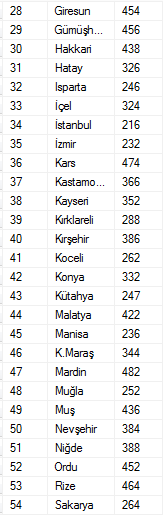 28 Giresun 454
29 Gümüşh... 456
30 Hakkari 438
31 Hatay 326
32 Isparta 246
33 İçel 324
34 İstanbul 216
35 İzmir 232
36 Kars 474
37 Kastamo... 366
38 Kayseri 352
39 Kırklareli 288
40 Kırşehir 386
41 Koceli 262
42 Konya 332
43 Kütahya 247
44 Malatya 422
45 Manisa 236
46 K.Maraş 344
47 Mardin 482
48 Muğla 252
49 Muş 436
50 Nevşehir 384
51 Niğde 388
52 Ordu 452
53 Rize 464
54 Sakarya 264